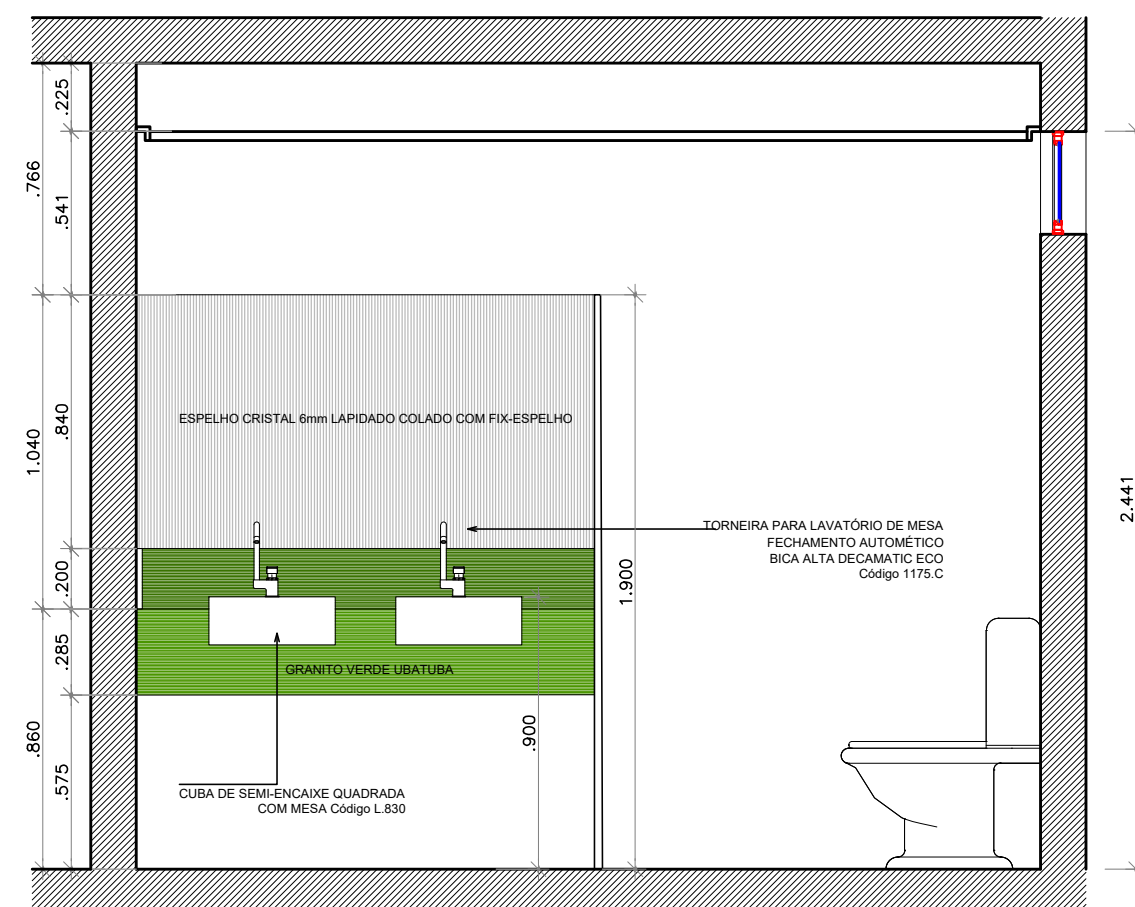 .225
.766
.541
ESPELHO CRISTAL 6mm LAPIDADO COLADO COM FIX-ESPELHO
.840
1.040
2.441
TORNEIRA PARA LAVATÓRIO DE MESA
FECHAMENTO AUTOMÉTICO
BICA ALTA DECAMATIC ECO
Código 1175.C
.200
1.900
.285
GRANITO VERDE UBATUBA
.860
.900
.575
CUBA DE SEMI-ENCAIXE QUADRADA
COM MESA Código L.830